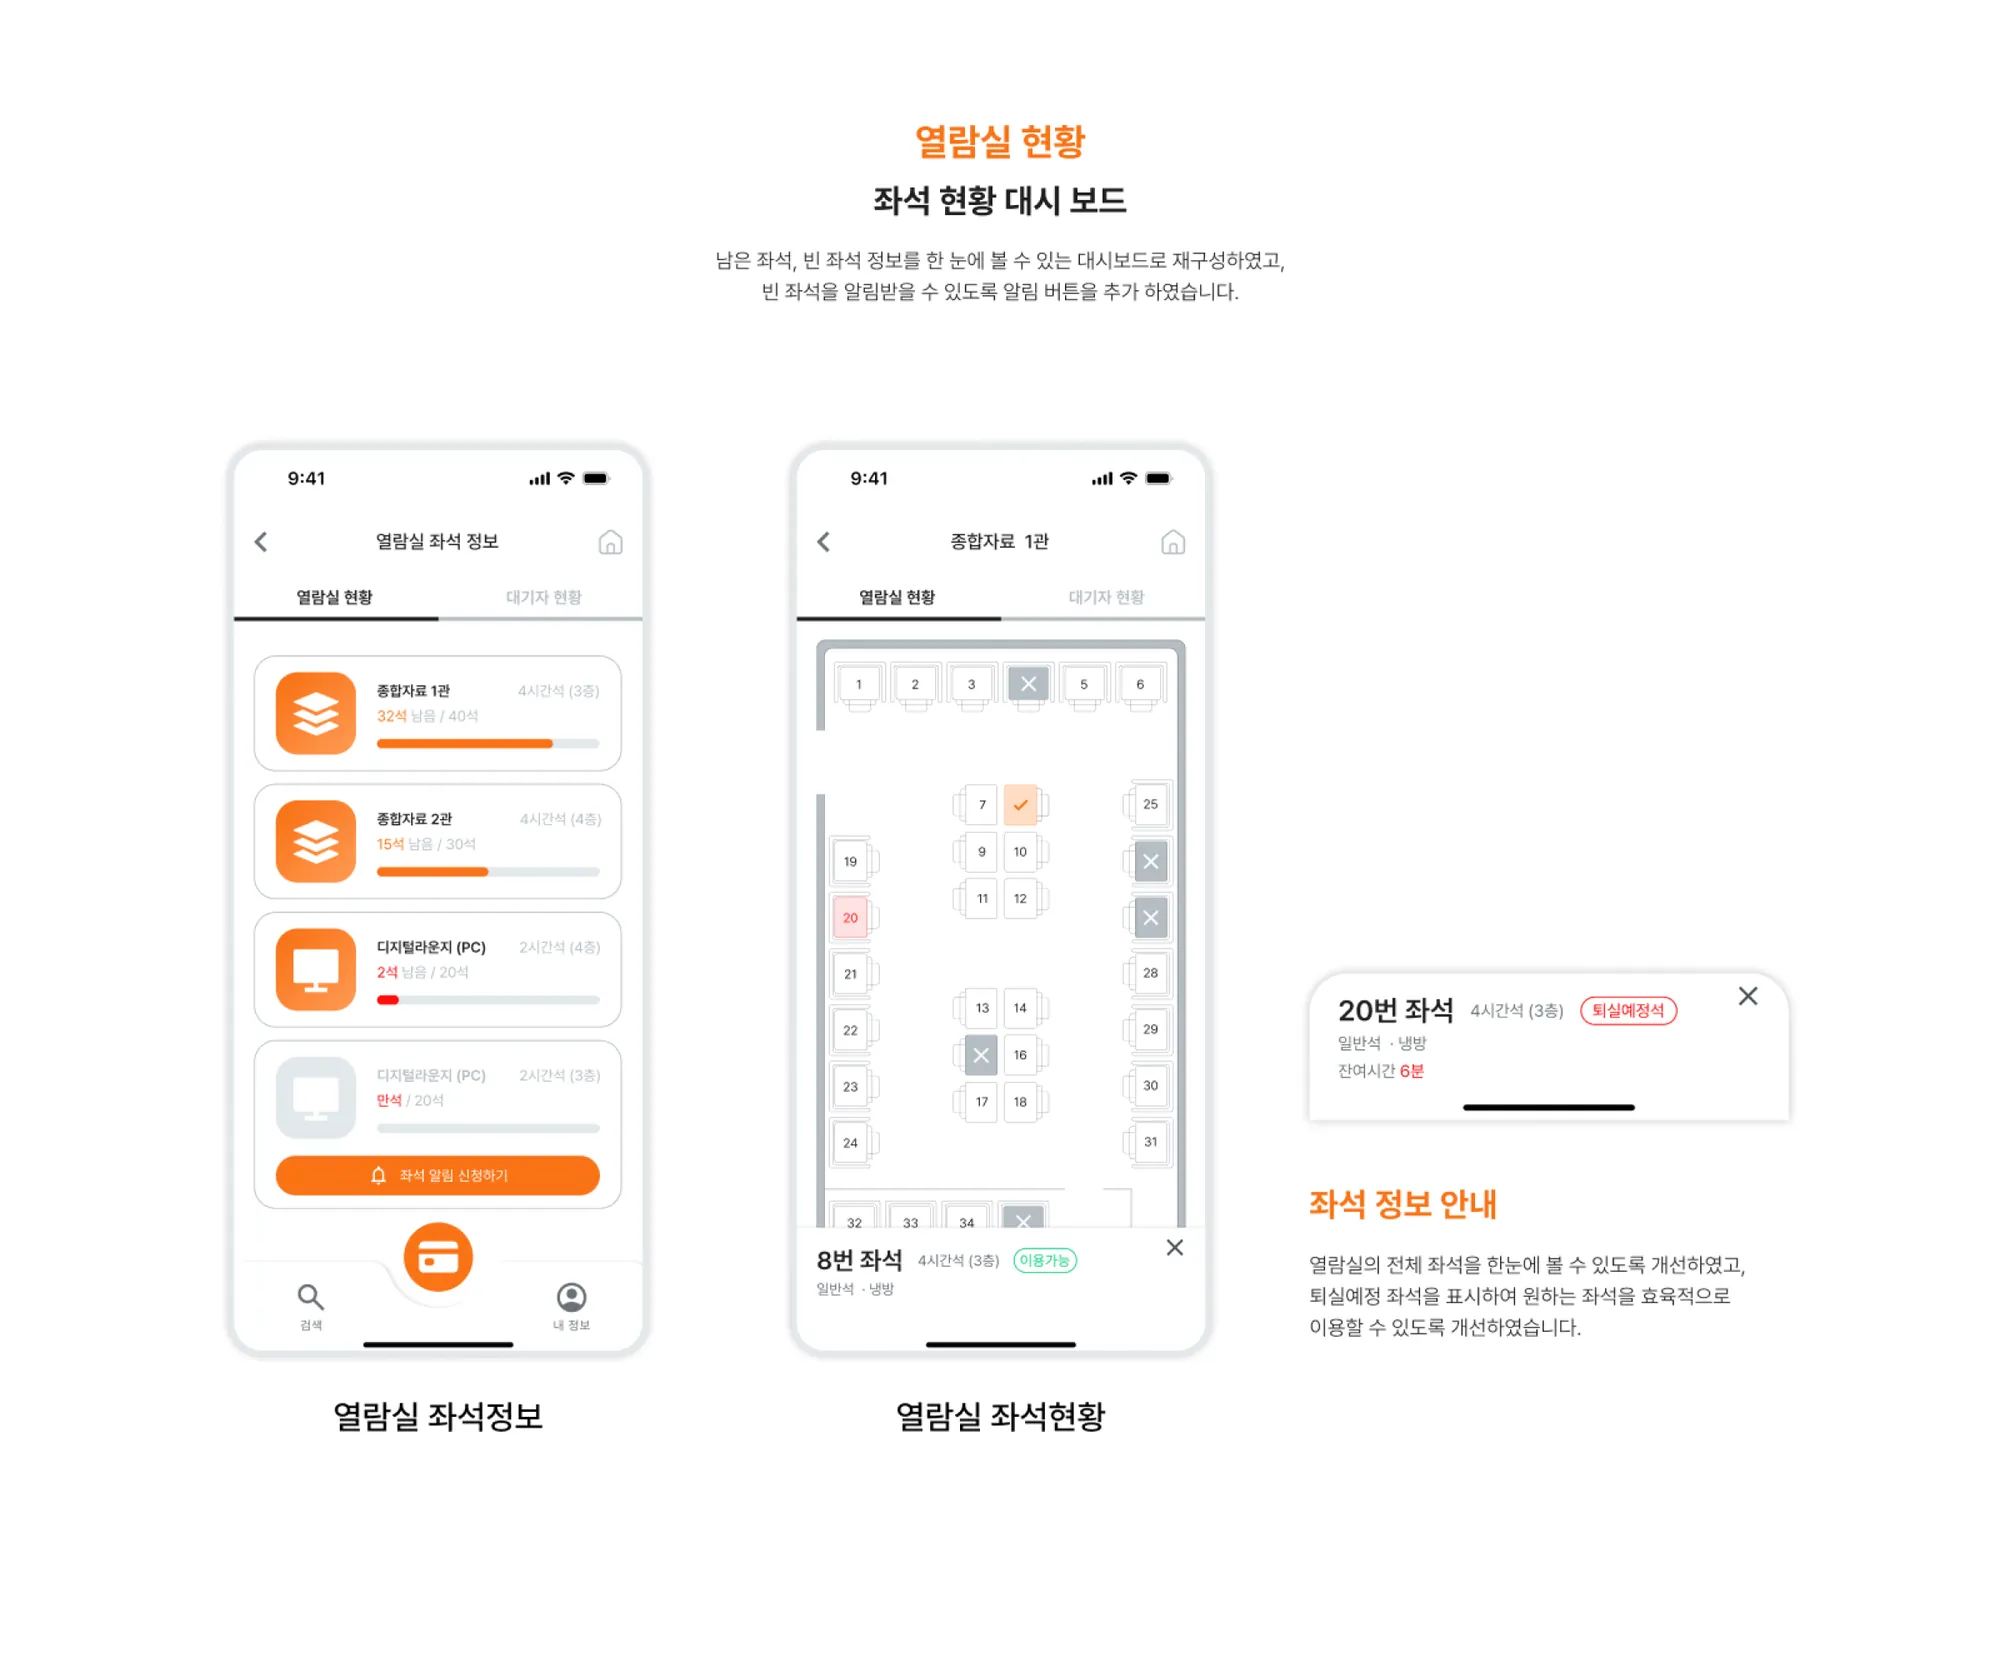 열람실 현황
좌석 현황 대시 보드
남은 좌석, 빈 좌석 정보를 한 눈에 볼 수 있는 대시보드로 재구성하였고,
빈 좌석을 알림받을 수 있도록 알림 버튼을 추가 하였습니다.
9:41
열람실 좌석 정보
열람실 현황 대기자 현황
종합자료 1관 4시간석 (3층)
32석 남음 / 40석
종합자료 2관 4시간석 (4층)
15석 남음 / 30석
디지털라운지 (PC) 2시간석 (4층)
2석 남음 / 20석
디지털라운지 (PC) 2시간석 (3층)
만석 / 20석
좌석 알림 신청하기
검색 내 정보
열람실 좌석정보
9:41
종합자료 1관
열람실 현황 대기자 현황
1 2 3 5 6
7 25
19 9 10
20 11 12
21 28
22 13 14 29
23 16 30
24 17 18 31
32 33 34
8번 좌석 4시간석 (3층) 이용가능
일반석 · 냉방
열람실 좌석현황
20번 좌석 4시간석 (3층) 퇴실예정석
일반석 · 냉방
잔여시간 6분
좌석 정보 안내
열람실의 전체 좌석을 한눈에 볼 수 있도록 개선하였고,
퇴실예정 좌석을 표시하여 원하는 좌석을 효육적으로
이용할 수 있도록 개선하였습니다.